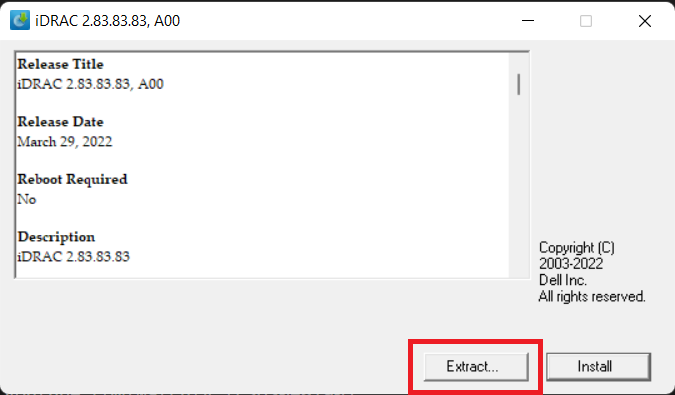 iDRAC 2.83.83.83, A00
Release Title
iDRAC 2.83.83.83, A00
Release Date
March 29, 2022
Reboot Required
No
Description
iDRAC 2.83.83.83
Copyright (C)
2003-2022
Dell Inc.
All rights reserved.
Extract...
Install